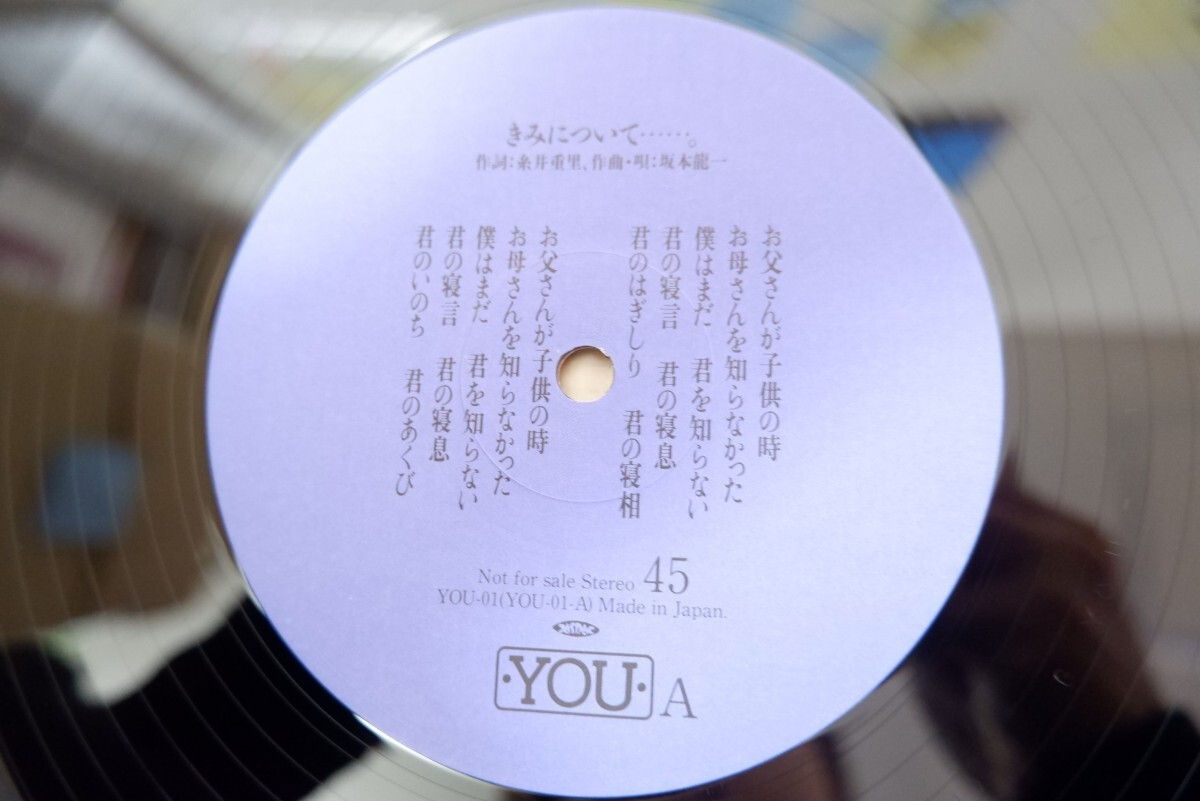 きみについて……。
作詞:糸井重里、作曲・唄:坂本龍一
お父さんが子供の時
お母さんを知らなかった
僕はまだ 君を知らない
君の寝言 君の寝息
君のはぎしり 君の寝相
お父さんが子供の時
お母さんを知らなかった
僕はまだ 君を知らない
君の寝言 君の寝息
君のいのち 君のあくび
Not for sale Stereo 45
YOU-01(YOU-01-A) Made in Japan.
·YOU· A